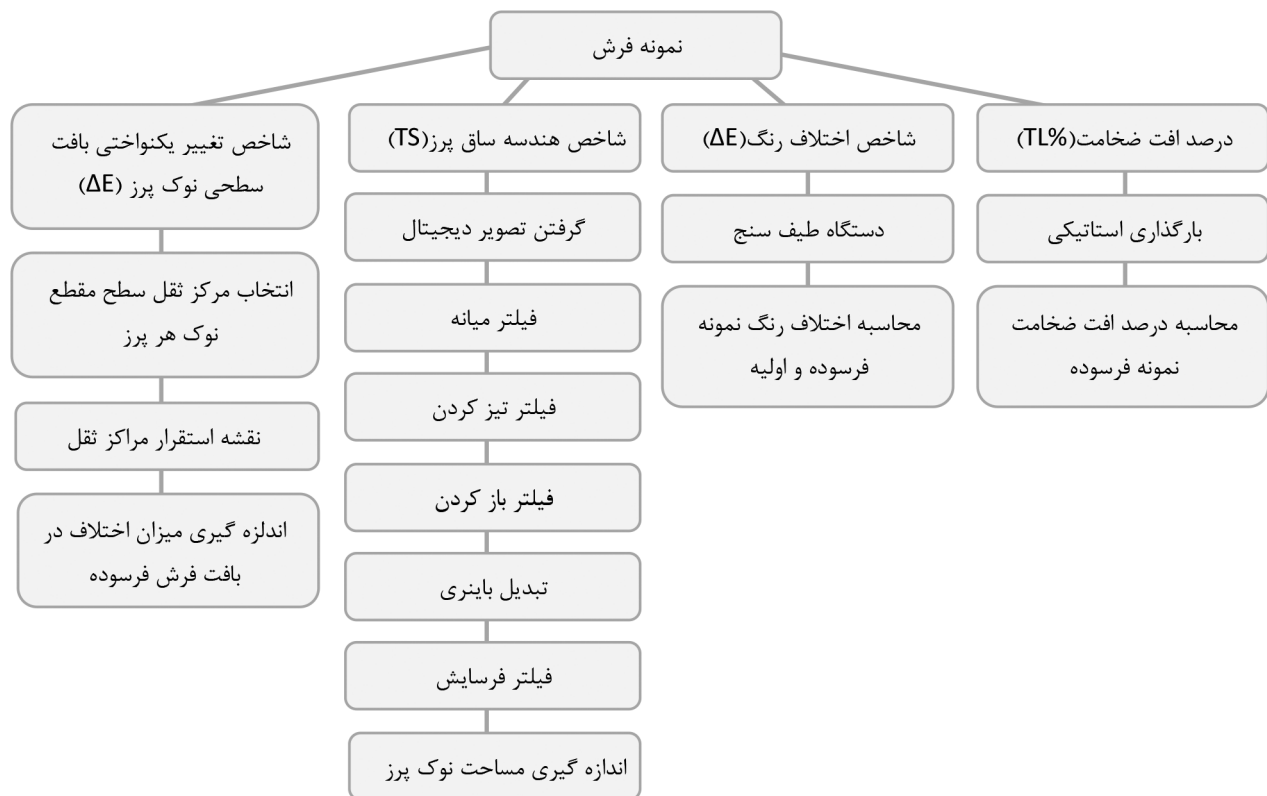 نمونه فرش
درصد افت ضخامت(TL%)
بارگذاری استاتیکی
محاسبه درصد افت ضخامت
نمونه فرسوده
شاخص اختلاف رنگ(ΔE)
دستگاه طیف سنج
محاسبه اختلاف رنگ نمونه
فرسوده و اولیه
شاخص هندسه ساق پرز(TS)
گرفتن تصویر دیجیتال
فیلتر میانه
فیلتر تیز کردن
فیلتر باز کردن
تبدیل باینری
فیلتر فرسایش
اندازه گیری مساحت نوک پرز
شاخص تغییر یکنواختی بافت
سطحی نوک پرز (ΔE)
انتخاب مرکز ثقل سطح مقطع
نوک هر پرز
نقشه استقرار مراکز ثقل
اندلزه گیری میزان اختلاف در
بافت فرش فرسوده